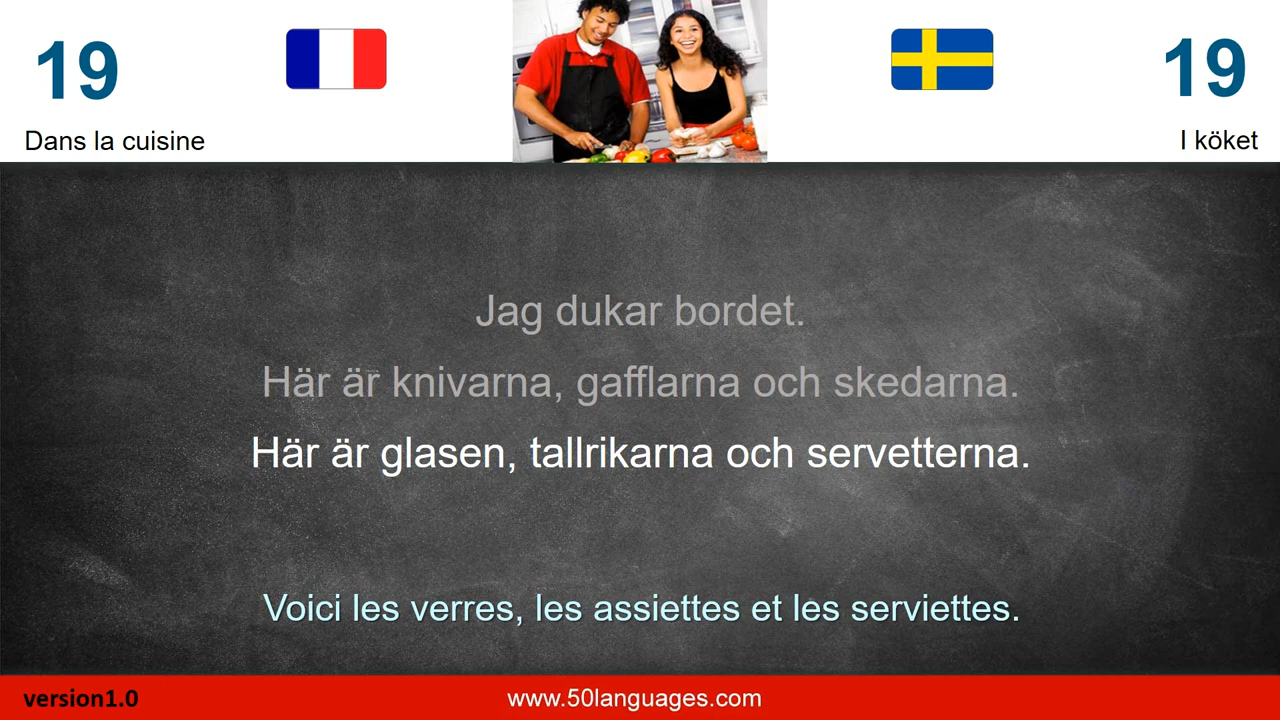 19
19
Dans la cuisine
I köket
Jag dukar bordet.
Här är knivarna, gafflarna och skedarna.
Här är glasen, tallrikarna och servetterna.
Voici les verres, les assiettes et les serviettes.
version1.0
www.50languages.com